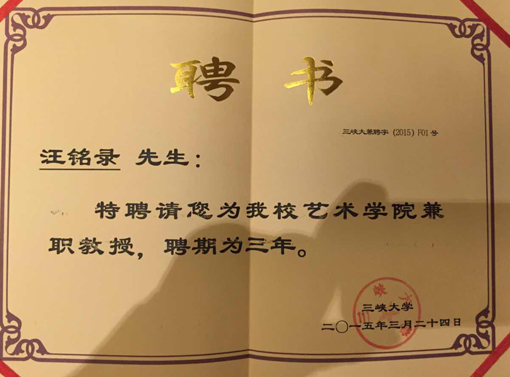 聘书
三峡大兼聘字 (2015) F01号
汪铭录 先生：
特聘请您为我校艺术学院兼
职教授，聘期为三年。
三峡大学
二〇一五年三月二十四日